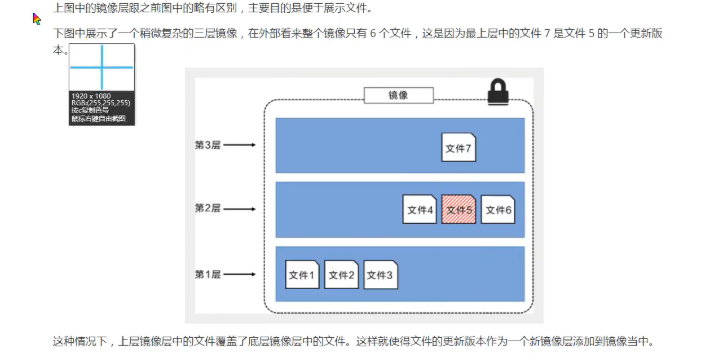 上图中的镜像层跟之前图中的略有区别，主要目的是便于展示文件。
下图中展示了一个稍微复杂的三层镜像，在外部看来整个镜像只有 6 个文件，这是因为最上层中的文件 7 是文件 5 的一个更新版
本。
1920 x 1080
RGB:(255,255,255)
按c复制色号
鼠标右键自由截图
镜像
第3层
文件7
第2层
文件4 文件5 文件6
第1层
文件1 文件2 文件3
这种情况下，上层镜像层中的文件覆盖了底层镜像层中的文件。这样就使得文件的更新版本作为一个新镜像层添加到镜像当中。